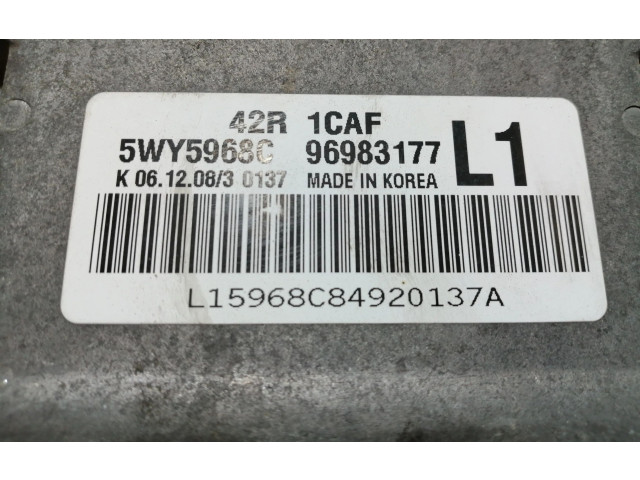 42R 1CAF
5WY5968C 96983177 L1
K 06.12.08/3 0137 MADE IN KOREA
L15968C84920137A